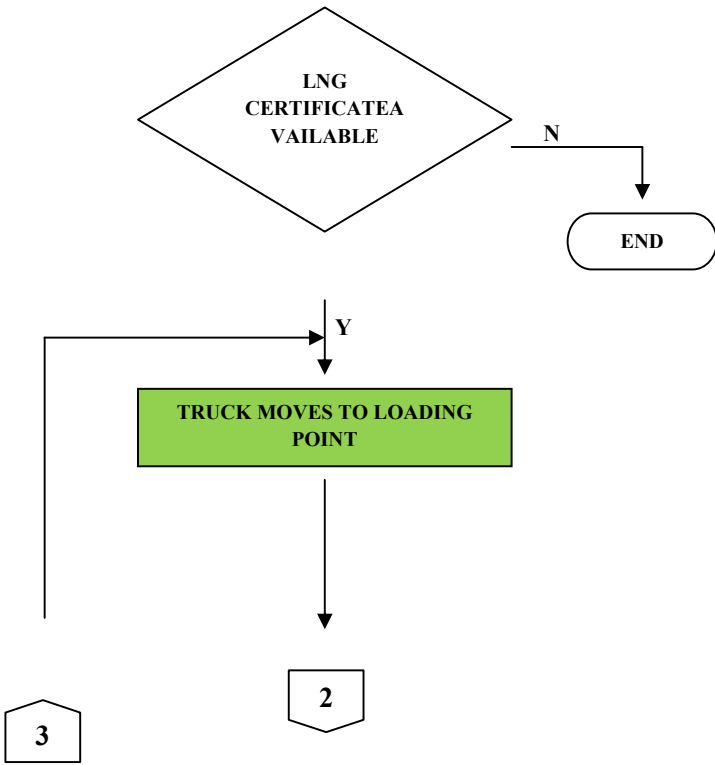 LNG
CERTIFICATEA
VAILABLE
N
END
Y
TRUCK MOVES TO LOADING
POINT
2
3